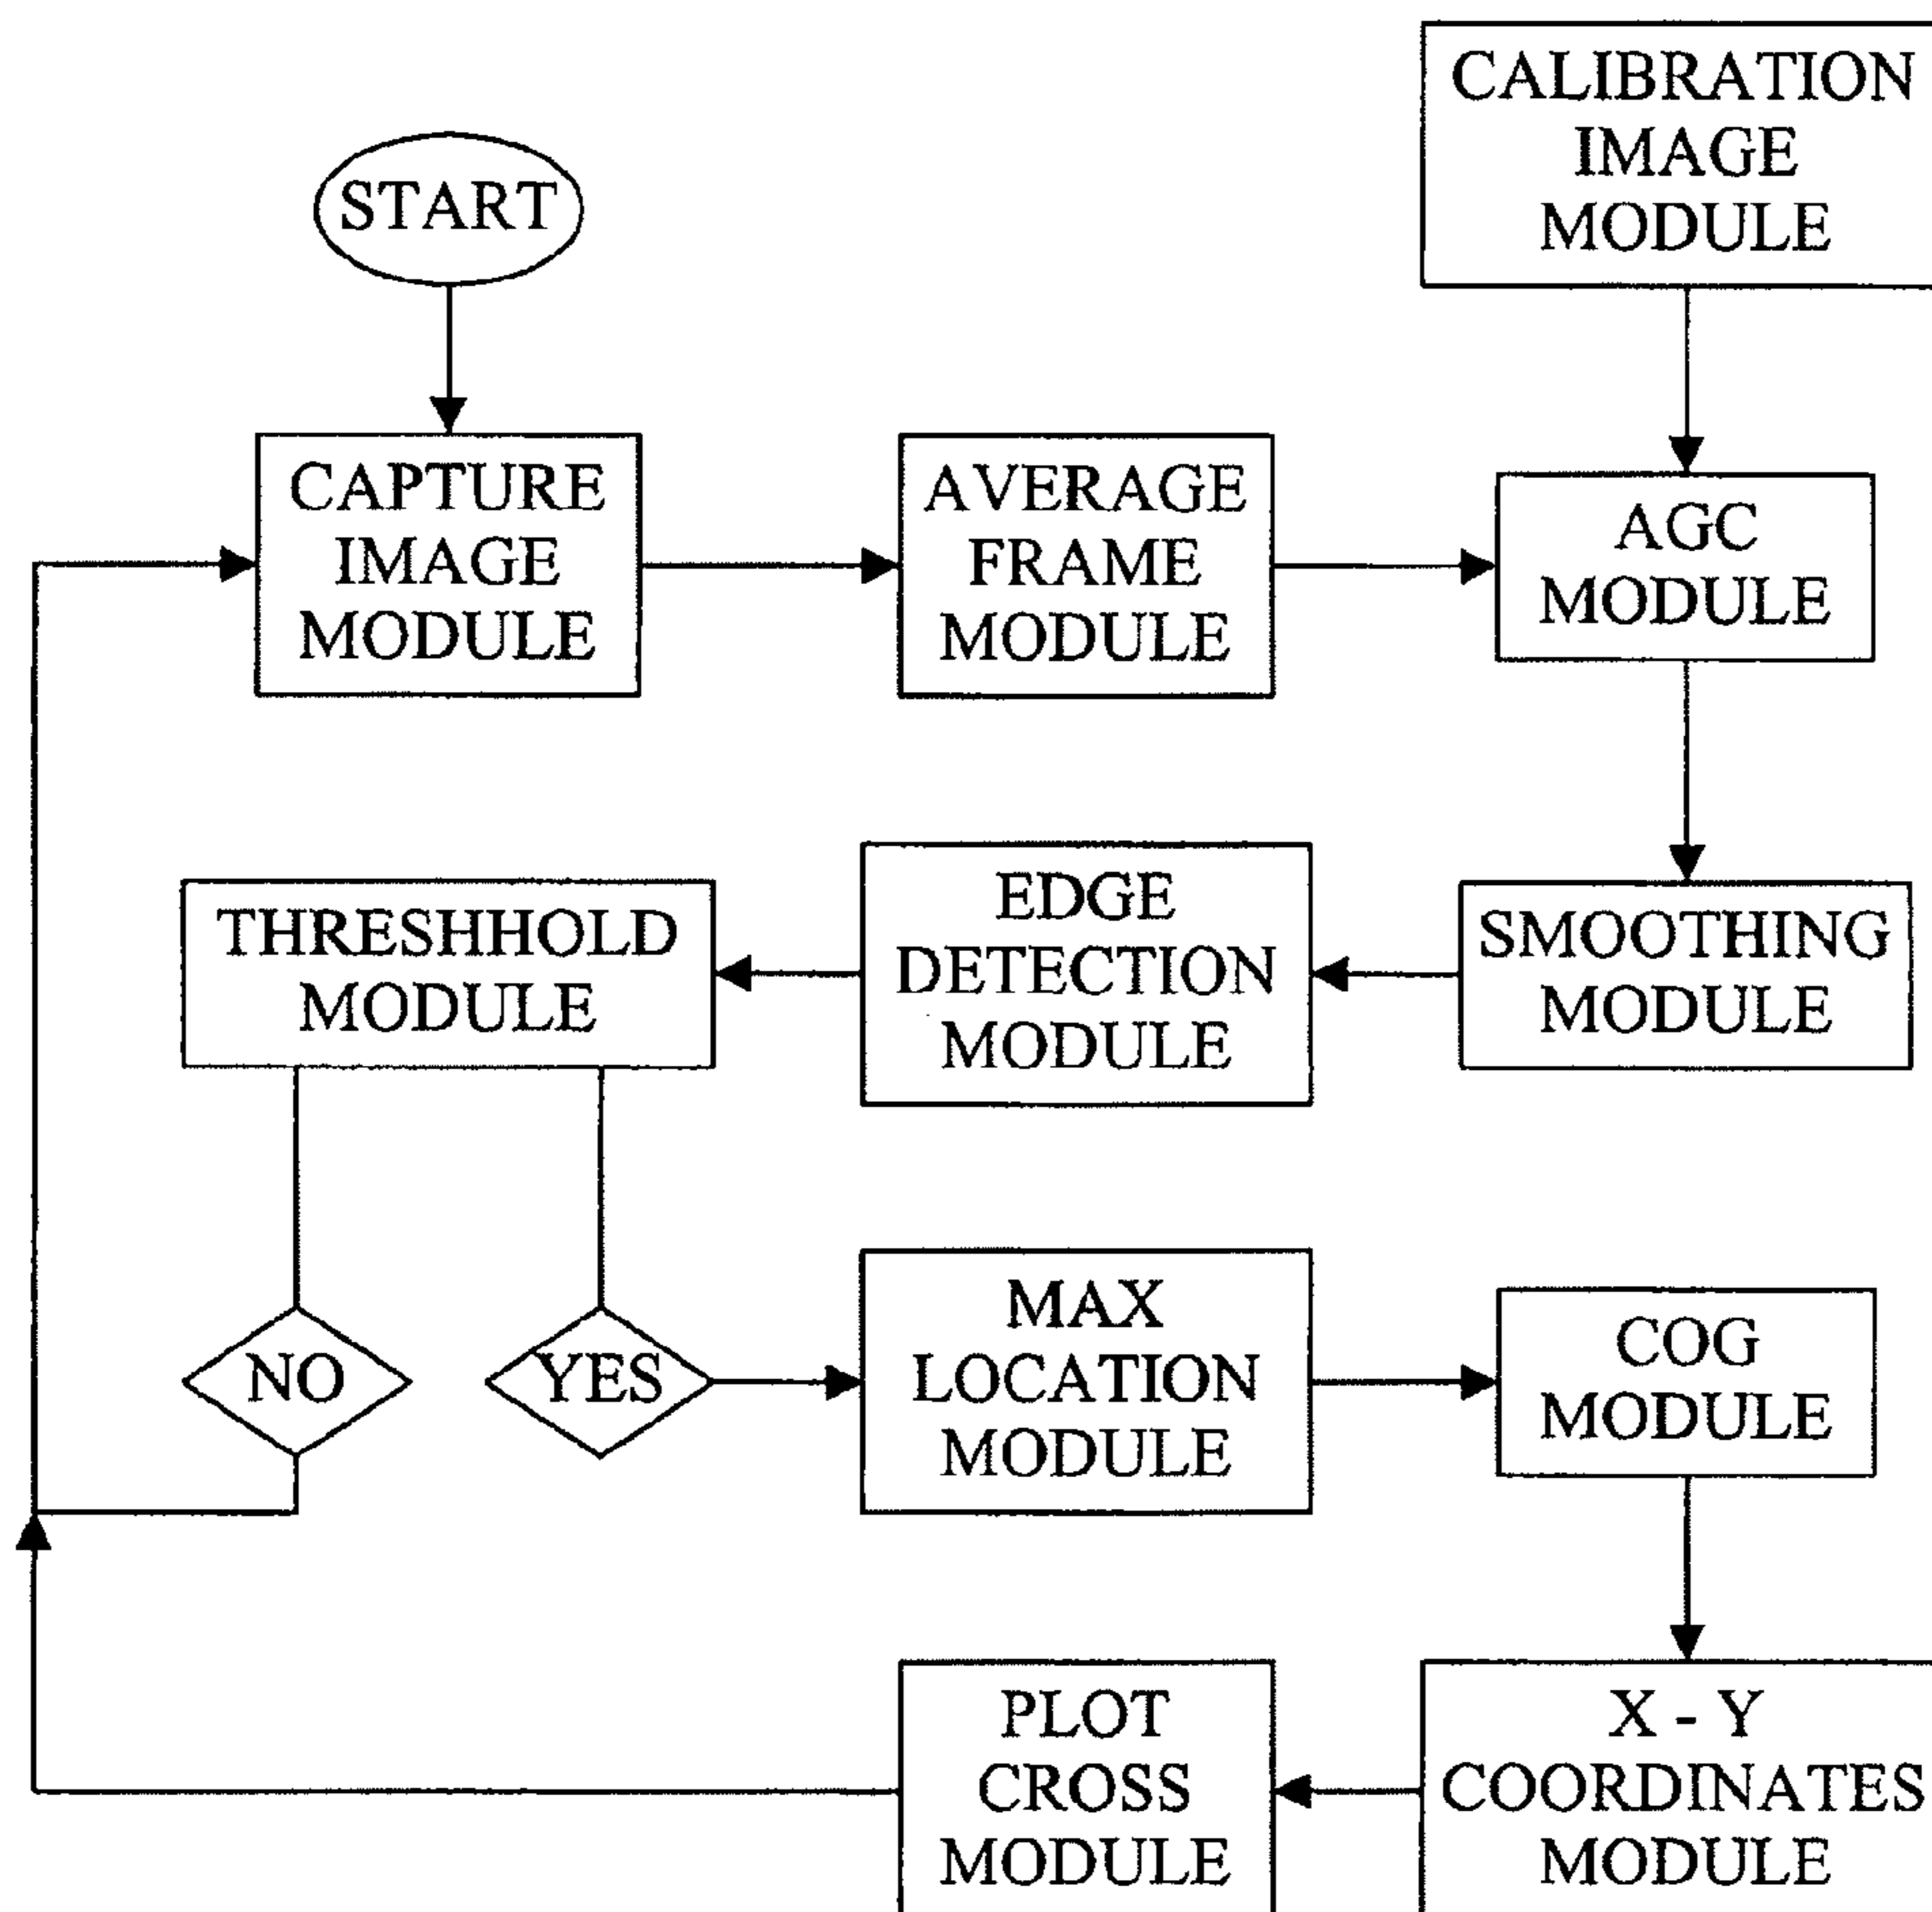 CALIBRATION
IMAGE
MODULE
START
CAPTURE
IMAGE
MODULE
AVERAGE
FRAME
MODULE
AGC
MODULE
THRESHHOLD
MODULE
EDGE
DETECTION
MODULE
SMOOTHING
MODULE
NO
YES
MAX
LOCATION
MODULE
COG
MODULE
PLOT
CROSS
MODULE
X - Y
COORDINATES
MODULE